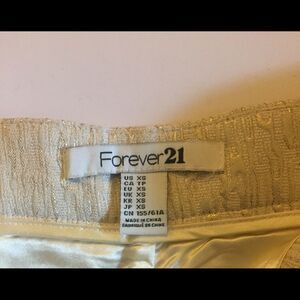 Forever21
US XS
CA TP
EU XS
UK XS
KR XS
JP XS
CN 155/61A
MADE IN CHINA
FABRIQUÉ EN CHINE